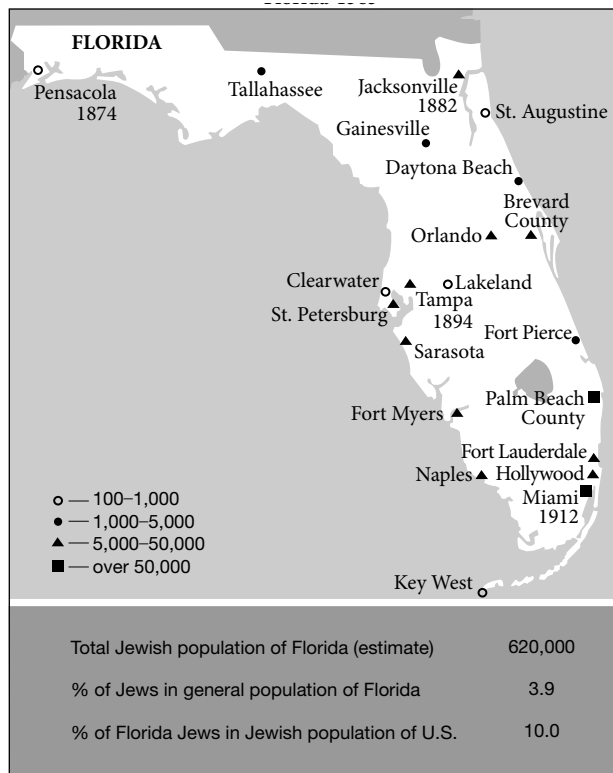 FLORIDA
Pensacola
1874
Tallahassee
Jacksonville
1882
St. Augustine
Gainesville
Daytona Beach
Brevard
County
Orlando
Clearwater
Lakeland
Tampa
1894
St. Petersburg
Fort Pierce
Sarasota
Palm Beach
County
Fort Myers
Fort Lauderdale
Naples
Hollywood
Miami
1912
— 100–1,000
— 1,000–5,000
— 5,000–50,000
— over 50,000
Key West
Total Jewish population of Florida (estimate) 620,000
% of Jews in general population of Florida 3.9
% of Florida Jews in Jewish population of U.S. 10.0